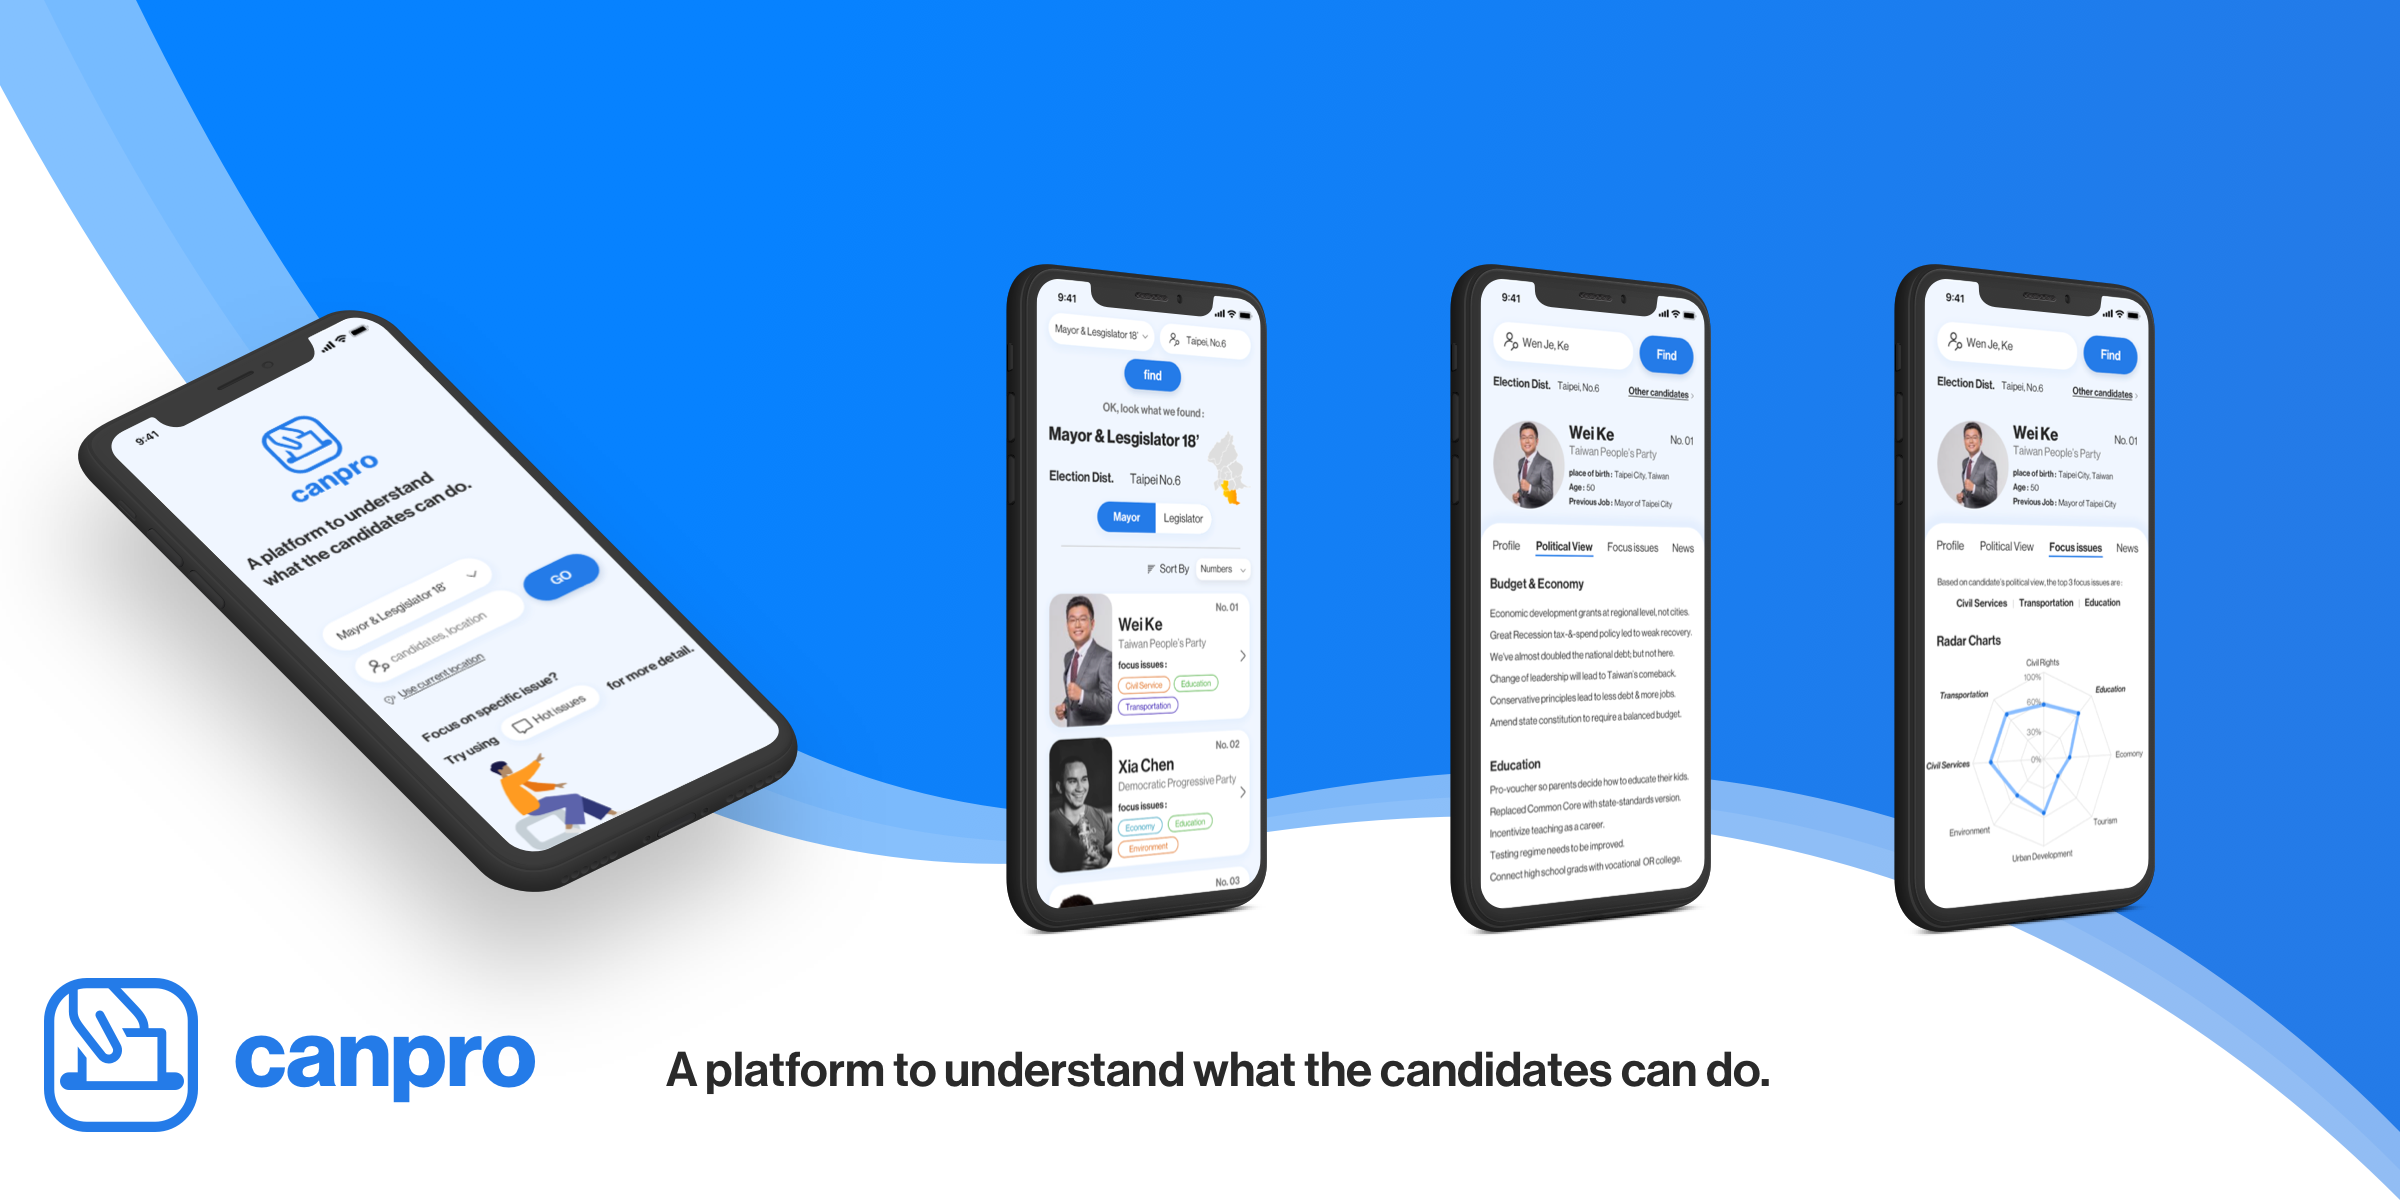 9:41
canpro
A platform to understand
what the candidates can do.
Mayor & Lesgislator 18'
candidates, location
GO
Use current location
Focus on specific issue?
Try using Hot issues for more detail.
9:41
Mayor & Lesgislator 18'
Taipei, No.6
find
OK, look what we found :
Mayor & Lesgislator 18’
Election Dist. Taipei No.6
Mayor Legislator
Sort By Numbers
No. 01
Wei Ke
Taiwan People's Party
focus issues :
Civil Service Education
Transportation
No. 02
Xia Chen
Democratic Progressive Party
focus issues :
Economy Education
Environment
No. 03
9:41
Wen Je, Ke
Find
Election Dist. Taipei, No.6 Other candidates
Wei Ke No. 01
Taiwan People's Party
place of birth : Taipei City, Taiwan
Age : 50
Previous Job : Mayor of Taipei City
Profile Political View Focus issues News
Budget & Economy
Economic development grants at regional level, not cities.
Great Recession tax-&-spend policy led to weak recovery.
We've almost doubled the national debt; but not here.
Change of leadership will lead to Taiwan's comeback.
Conservative principles lead to less debt & more jobs.
Amend state constitution to require a balanced budget.
Education
Pro-voucher so parents decide how to educate their kids.
Replaced Common Core with state-standards version.
Incentivize teaching as a career.
Testing regime needs to be improved.
Connect high school grads with vocational OR college.
9:41
Wen Je, Ke
Find
Election Dist. Taipei, No.6 Other candidates
Wei Ke No. 01
Taiwan People's Party
place of birth : Taipei City, Taiwan
Age : 50
Previous Job : Mayor of Taipei City
Profile Political View Focus issues News
Based on candidate's political view, the top 3 focus issues are :
Civil Services Transportation Education
Radar Charts
Civil Rights
100%
Transportation
Education
60%
30%
Ecomony
0%
Civil Services
Tourism
Environment
Urban Development
canpro
A platform to understand what the candidates can do.